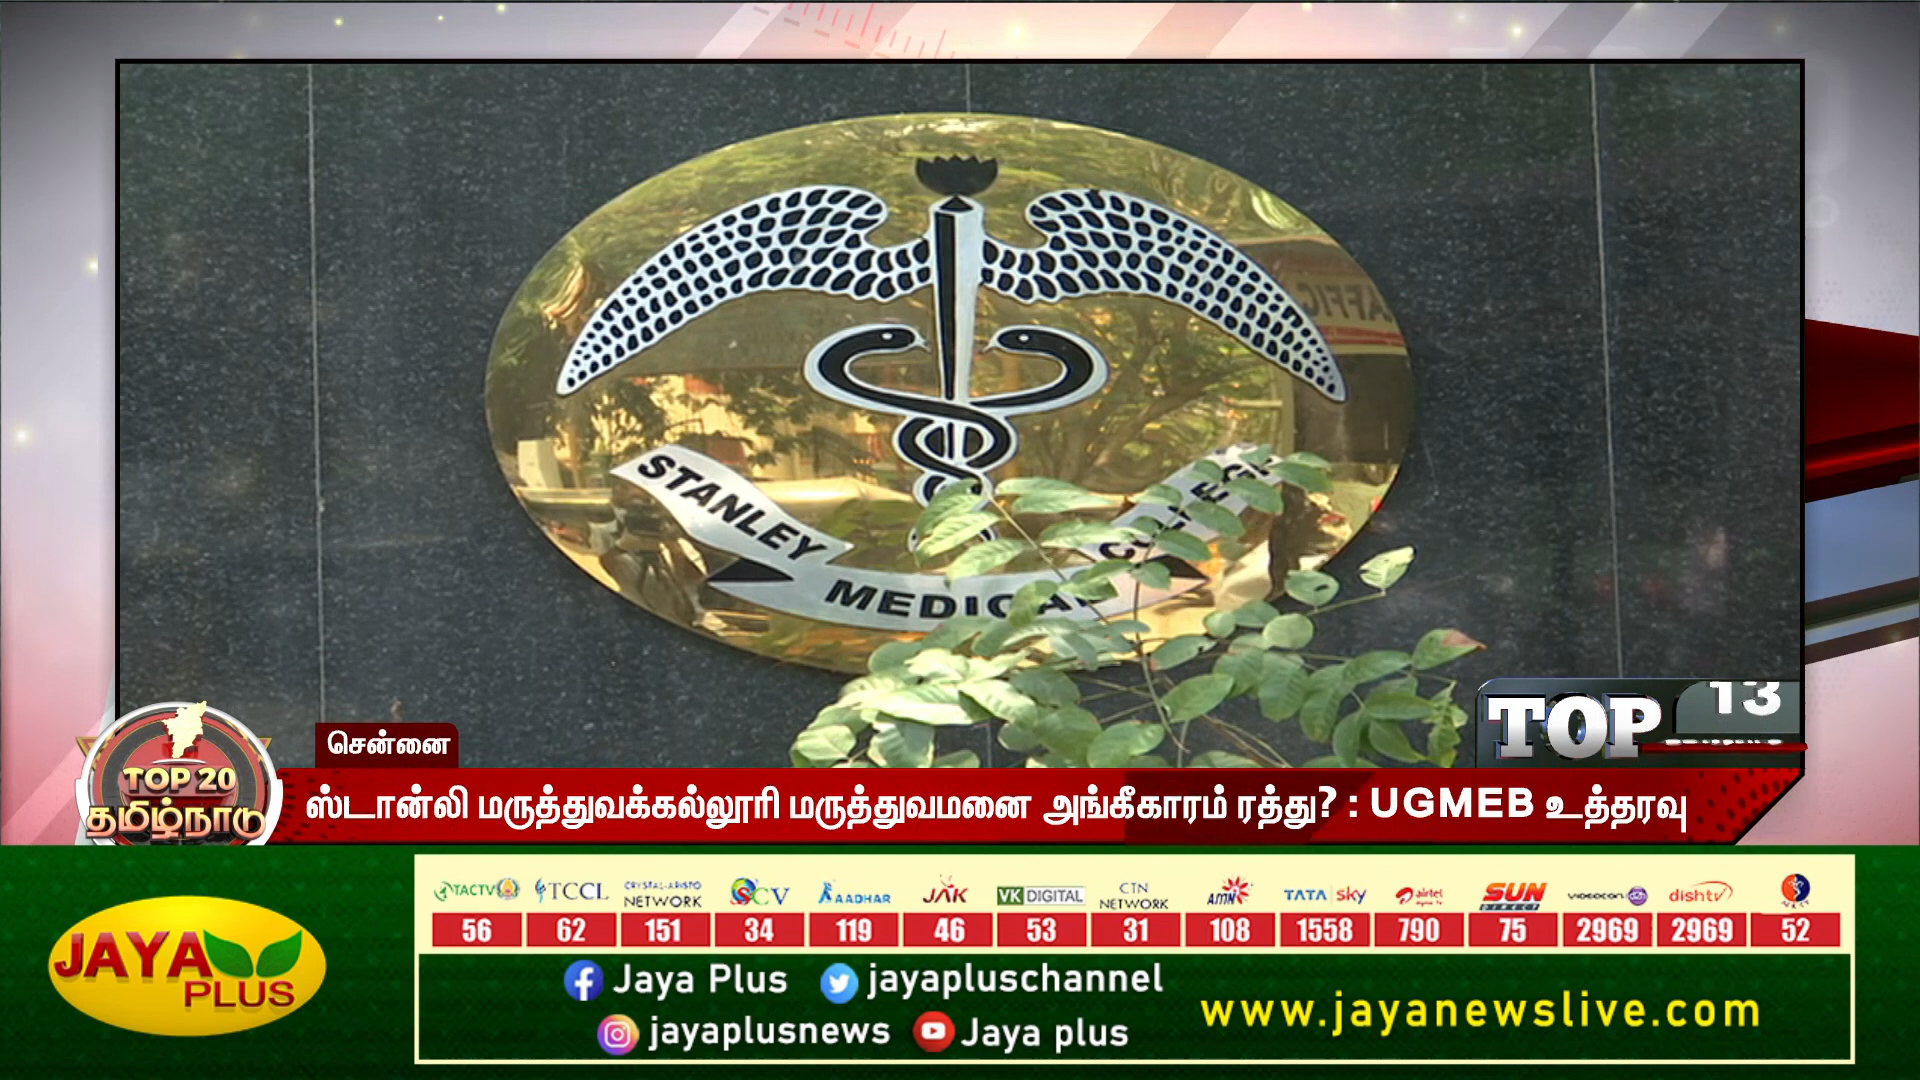 STANLEY MEDICAL COLLEGE
TOP 13
சென்னை
TOP 20
தமிழ்நாடு
ஸ்டான்லி மருத்துவக்கல்லூரி மருத்துவமனை அங்கீகாரம் ரத்து? : UGMEB உத்தரவு
TACTV TCCL CRYSTAL-ARISTO NETWORK SCV AADHAR JAK VK DIGITAL CTN NETWORK AMN TATA sky airtel SUN DIRECT VIDEOCON dishtv
56 62 151 34 119 46 53 31 108 1558 790 75 2969 2969 52
JAYA PLUS
Jaya Plus jayapluschannel
jayaplusnews Jaya plus
www.jayanewslive.com